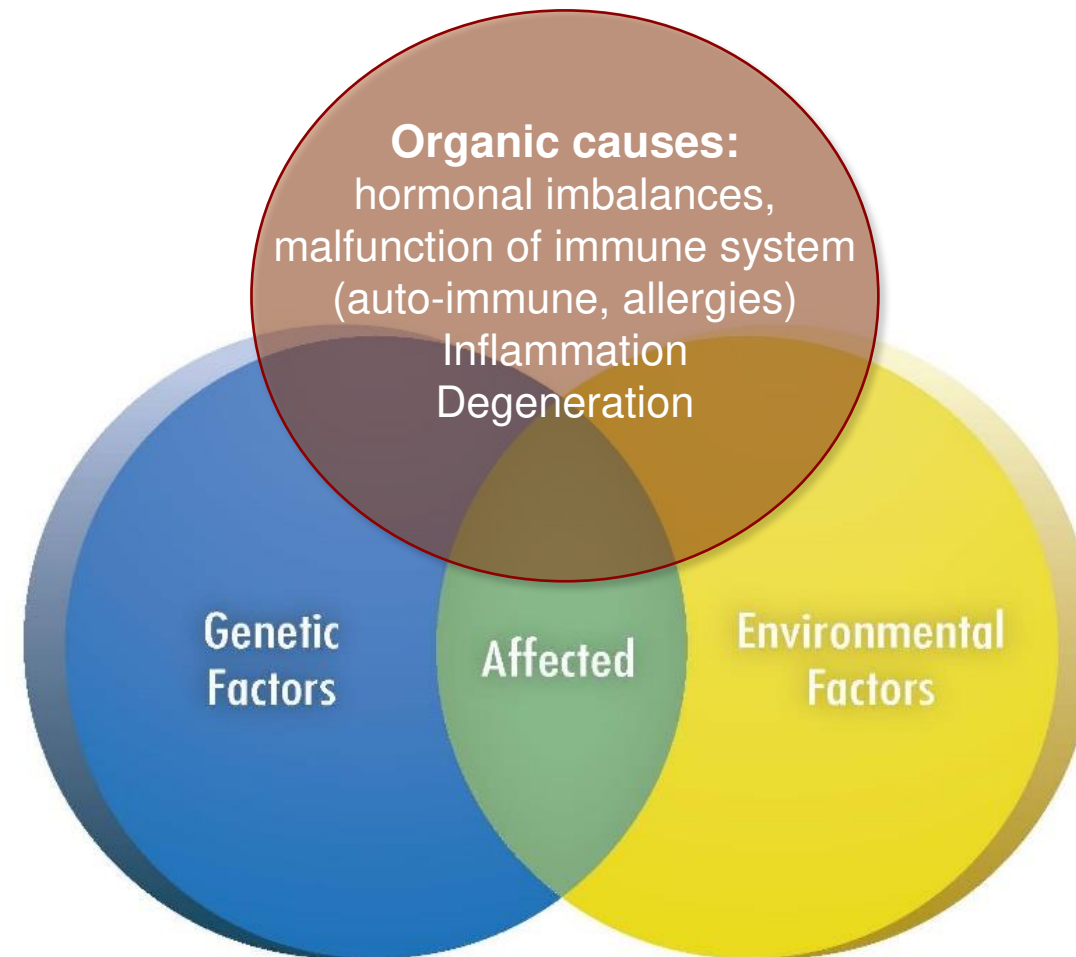 Organic causes:
hormonal imbalances,
malfunction of immune system
(auto-immune, allergies)
Inflammation
Degeneration
Genetic
Factors
Affected
Environmental
Factors